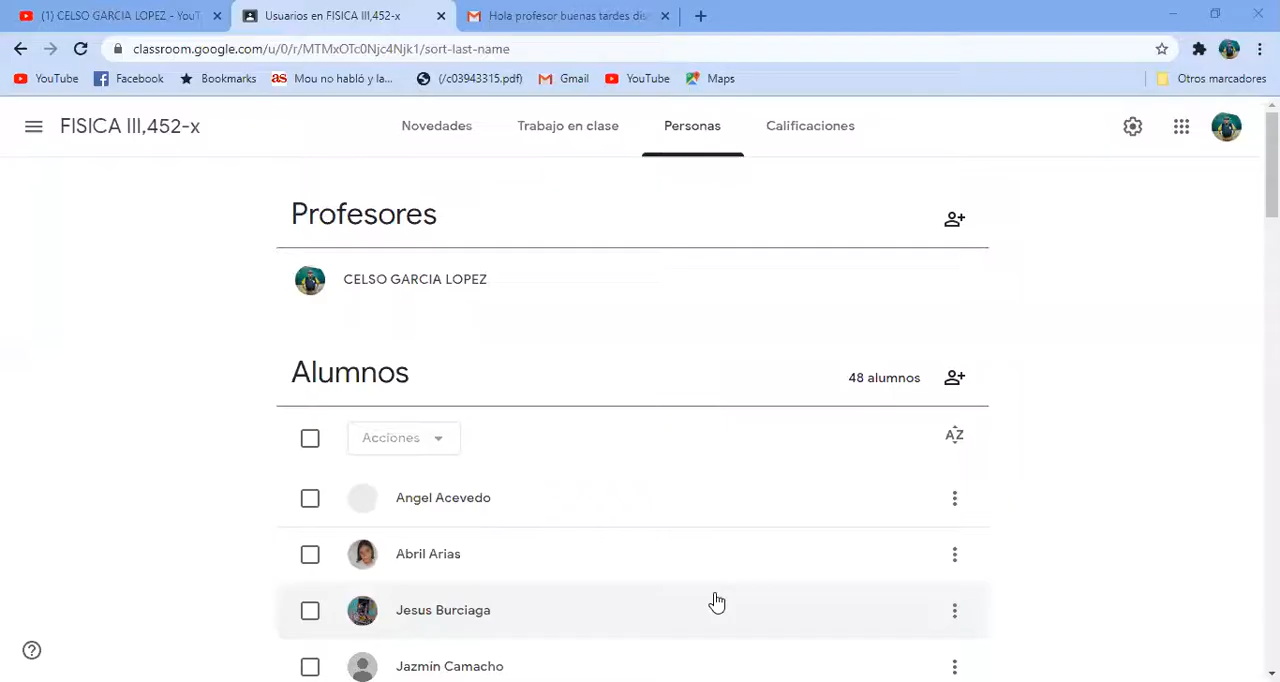 (1) CELSO GARCIA LOPEZ - YouT
Usuarios en FISICA III,452-x
Hola profesor buenas tardes dis
classroom.google.com/u/0/r/MTMxOTc0Njc4Njk1/sort-last-name
YouTube
Facebook
Bookmarks
as Mou no habló y la...
(/c03943315.pdf)
Gmail
YouTube
Maps
Otros marcadores
FISICA III,452-x
Novedades
Trabajo en clase
Personas
Calificaciones
Profesores
CELSO GARCIA LOPEZ
Alumnos
48 alumnos
Acciones
AZ
Angel Acevedo
Abril Arias
Jesus Burciaga
Jazmín Camacho